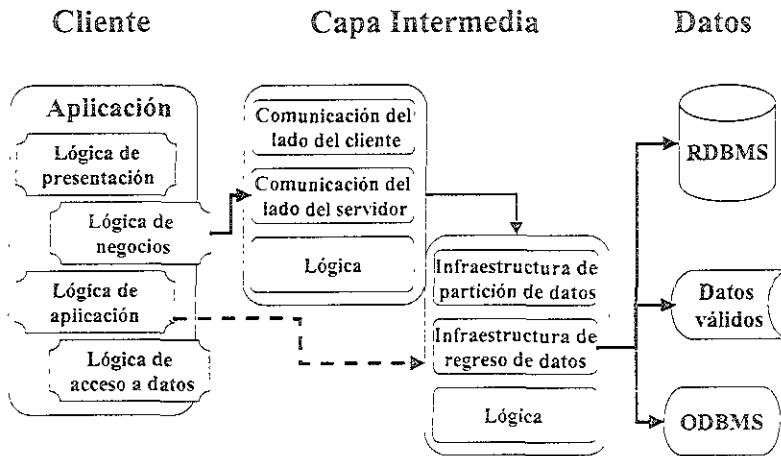 Cliente
Capa Intermedia
Datos
Aplicación
Lógica de
presentación
Lógica de
negocios
Lógica de
aplicación
Lógica de
acceso a datos
Comunicación del
lado del cliente
Comunicación del
lado del servidor
Lógica
Infraestructura de
partición de datos
Infraestructura de
regreso de datos
Lógica
RDBMS
Datos
válidos
ODBMS